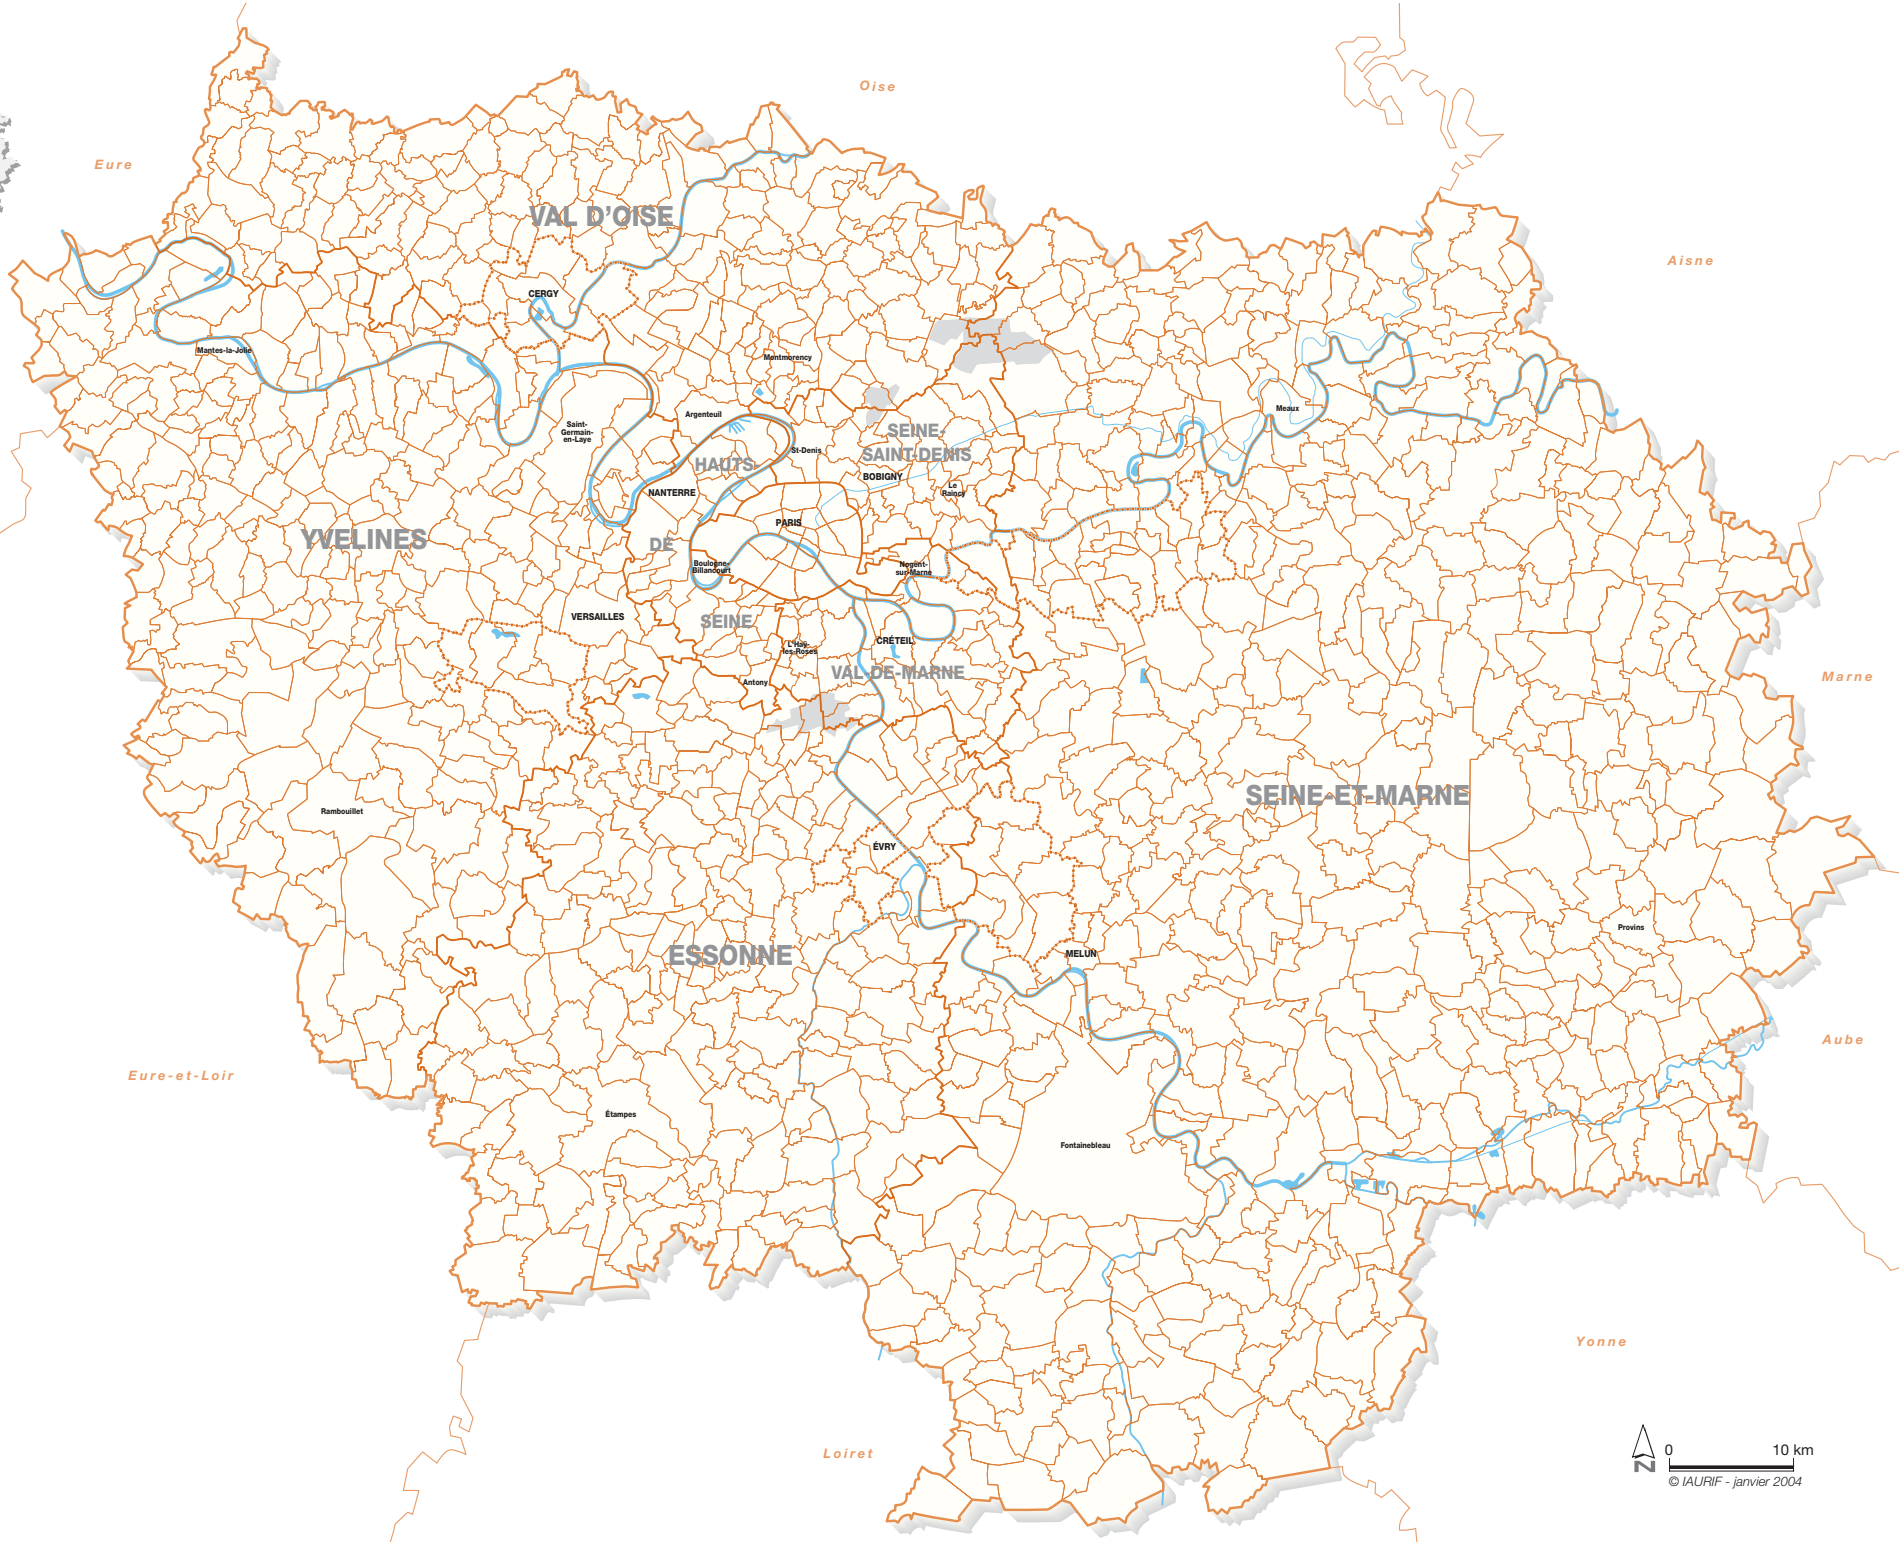 Oise
Eure
VAL D'OISE
Aisne
CERGY
Mantes-la-Jolie
Montmorency
Meaux
Argenteuil
Saint-
Germain-
en-Laye
SEINE-
SAINT-DENIS
St-Denis
HAUTS-
BOBIGNY
Le
Raincy
NANTERRE
PARIS
YVELINES
DE
Boulogne-
Billancourt
Nogent-
sur-Marne
VERSAILLES
SEINE
CRÉTEIL
L'Haÿ-
les-Roses
VAL-DE-MARNE
Antony
Marne
SEINE-ET-MARNE
Rambouillet
ÉVRY
Provins
ESSONNE
MELUN
Aube
Eure-et-Loir
Étampes
Fontainebleau
Yonne
Loiret
N
0 10 km
© IAURIF - janvier 2004